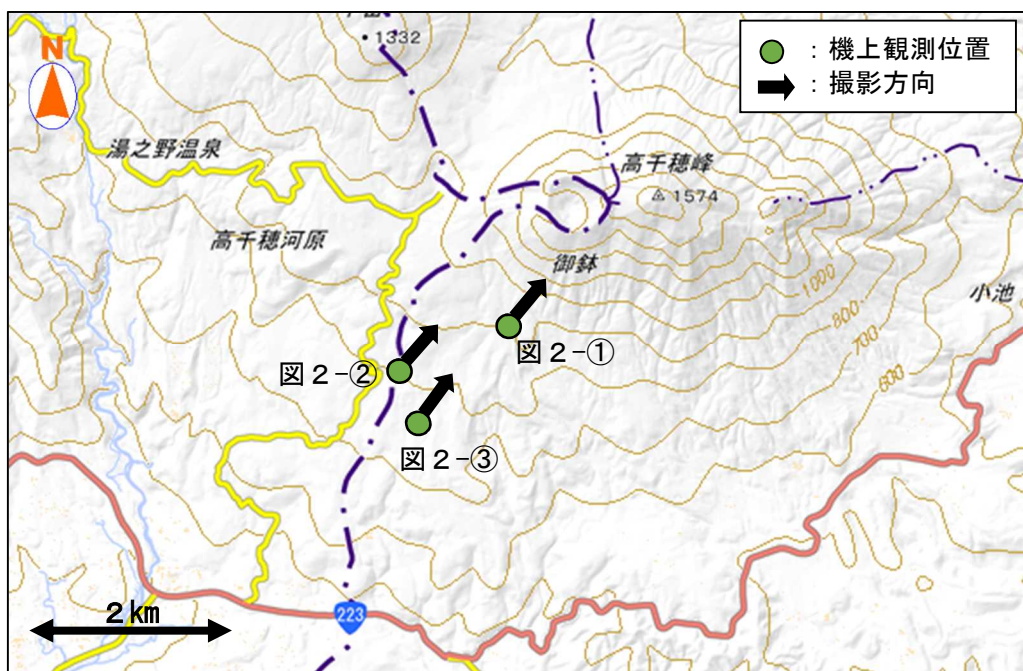 N
・1332
●：機上観測位置
➡：撮影方向
湯之野温泉
高千穂峰
△ 1574
高千穂河原
御鉢
小池
1000
800
700
600
図２-①
図２-②
図２-③
２km
223